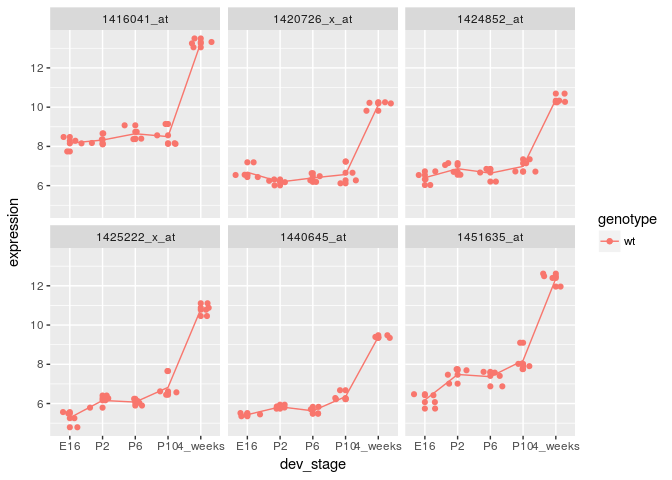 1416041_at 1420726_x_at 1424852_at
12
10
8
6
expression
genotype
wt
1425222_x_at 1440645_at 1451635_at
12
10
8
6
E16 P2 P6 P10 4_weeks E16 P2 P6 P10 4_weeks E16 P2 P6 P10 4_weeks
dev_stage